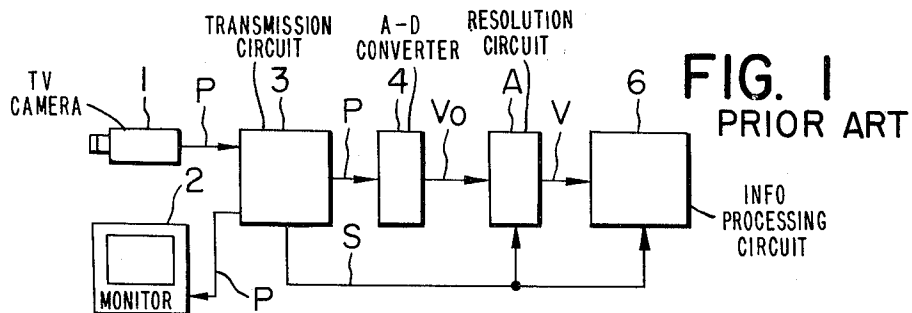 TRANSMISSION
CIRCUIT
A-D
CONVERTER
RESOLUTION
CIRCUIT
TV
CAMERA
1
P
3
P
4
Vo
A
V
6
FIG. 1
PRIOR ART
2
MONITOR
P
S
INFO
PROCESSING
CIRCUIT